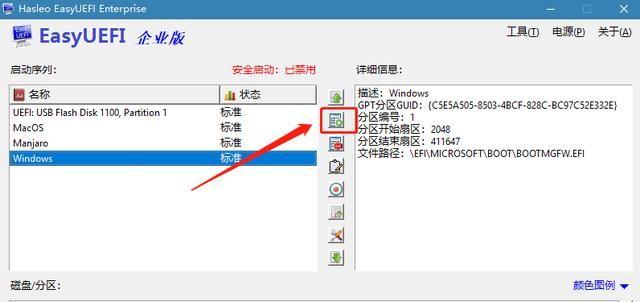 Hasleo EasyUEFI Enterprise
EasyUEFI 企业版
工具(T) 电源(P) 关于(A)
启动序列: 安全启动: 已禁用
名称 状态
UEFI: USB Flash Disk 1100, Partition 1 标准
MacOS 标准
Manjaro 标准
Windows 标准
详细信息:
描述: Windows
GPT分区GUID: {C5E5A505-8503-4BCF-828C-BC97C52E332E}
分区编号: 1
分区开始扇区: 2048
分区结束扇区: 411647
文件路径: \EFI\MICROSOFT\BOOT\BOOTMGFW.EFI
磁盘/分区: 颜色图例